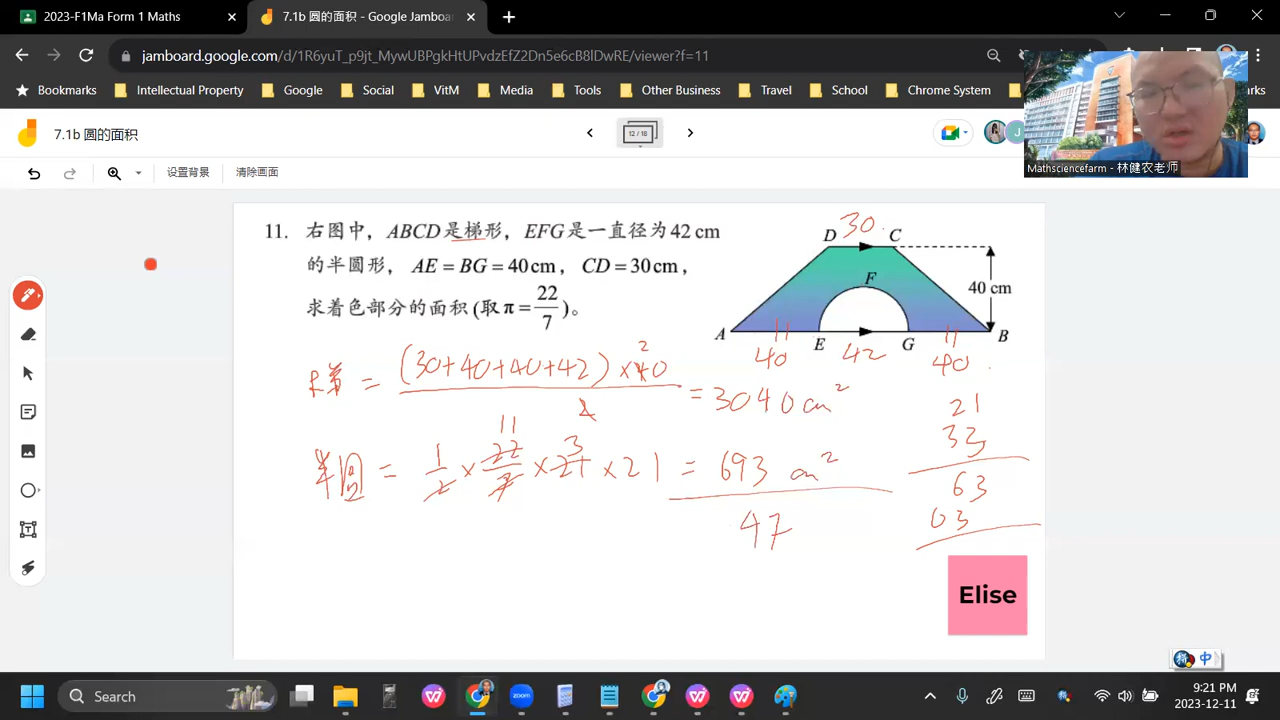 2023-F1Ma Form 1 Maths
7.1b 圆的面积 - Google Jamboard
jamboard.google.com/d/1R6yuT_p9jt_MywUBPgkHtUPvdzEfZ2Dn5e6cB8lDwRE/viewer?f=11
Bookmarks Intellectual Property Google Social VitM Media Tools Other Business Travel School Chrome System
7.1b 圆的面积
12 / 18
J
Mathsciencefarm - 林健农老师
设置背景 清除画面
11. 右图中，ABCD是梯形，EFG是一直径为42 cm
的半圆形， AE = BG = 40 cm， CD = 30 cm，
求着色部分的面积 (取 π = 22/7)。
30
D C
F
40 cm
A E G B
40 42 40
= (30+40+40+42) × 40 / 2 = 3040 cm²
2
半圆 = 1/2 × 22/7 × 21 × 21 = 693 cm²
11 3
47
21
33
63
63
Elise
中
Search
9:21 PM
2023-12-11